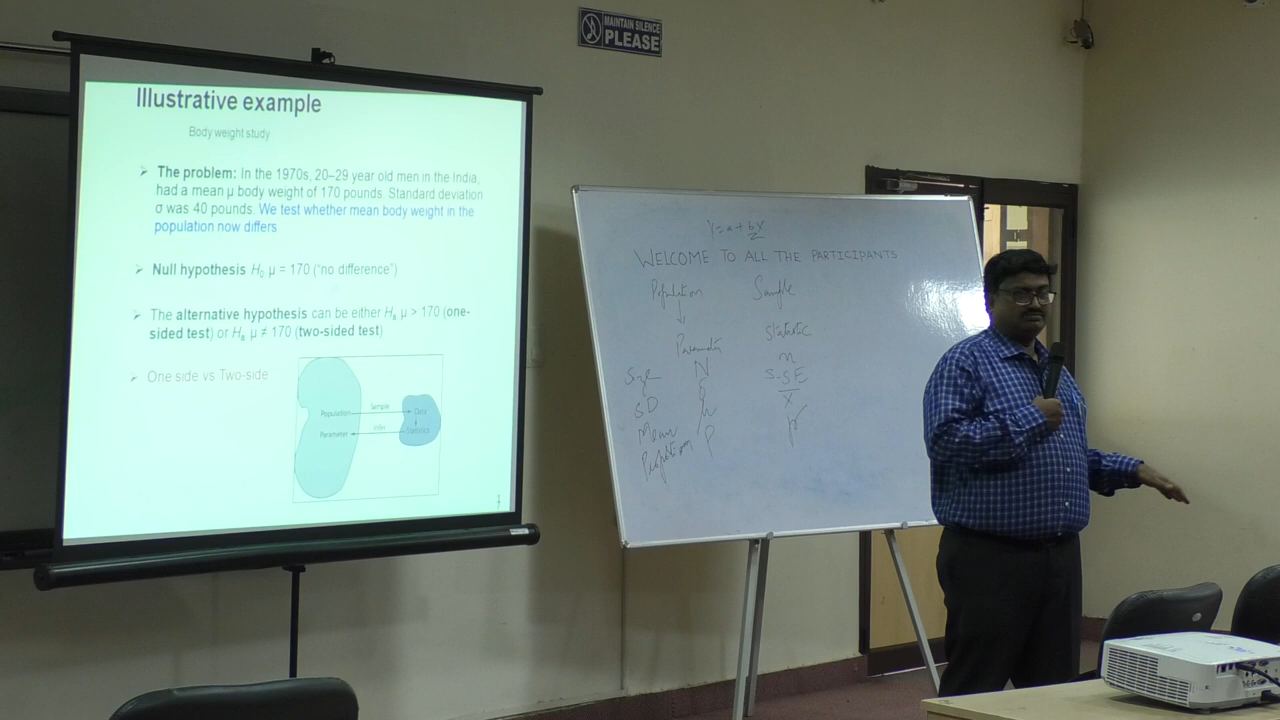 MAINTAIN SILENCE
PLEASE
Illustrative example
Body weight study
The problem: In the 1970s, 20–29 year old men in the India,
had a mean μ body weight of 170 pounds. Standard deviation
σ was 40 pounds. We test whether mean body weight in the
population now differs.
Null hypothesis H₀ μ = 170 ("no difference")
The alternative hypothesis can be either Hₐ μ > 170 (one-
sided test) or Hₐ μ ≠ 170 (two-sided test)
One side vs Two-side
Population
Sample
Data
Parameter
Infer
Statistics
Y = a + bX
WELCOME TO ALL THE PARTICIPANTS
Population Sample
Parameter Statistic
Size N n
SD S.SE
Mean μ x̄
Proportion P p